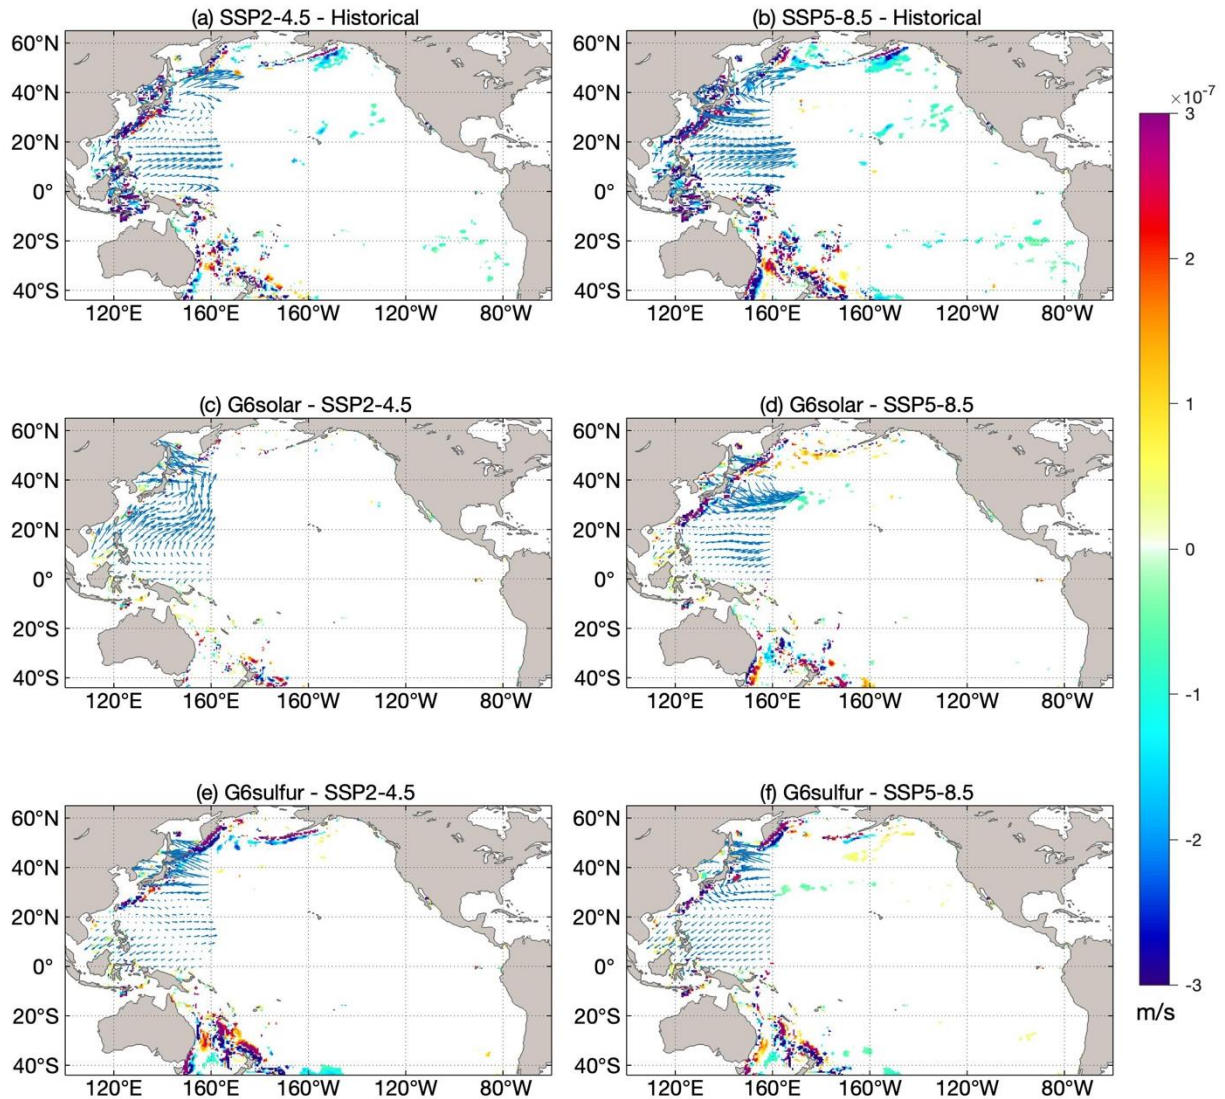 (a) SSP2-4.5 - Historical
(b) SSP5-8.5 - Historical
60°N
40°N
20°N
0°
20°S
40°S
120°E 160°E 160°W 120°W 80°W
60°N
40°N
20°N
0°
20°S
40°S
120°E 160°E 160°W 120°W 80°W
(c) G6solar - SSP2-4.5
(d) G6solar - SSP5-8.5
60°N
40°N
20°N
0°
20°S
40°S
120°E 160°E 160°W 120°W 80°W
60°N
40°N
20°N
0°
20°S
40°S
120°E 160°E 160°W 120°W 80°W
(e) G6sulfur - SSP2-4.5
(f) G6sulfur - SSP5-8.5
60°N
40°N
20°N
0°
20°S
40°S
120°E 160°E 160°W 120°W 80°W
60°N
40°N
20°N
0°
20°S
40°S
120°E 160°E 160°W 120°W 80°W
×10⁻⁷
3
2
1
0
-1
-2
-3
m/s